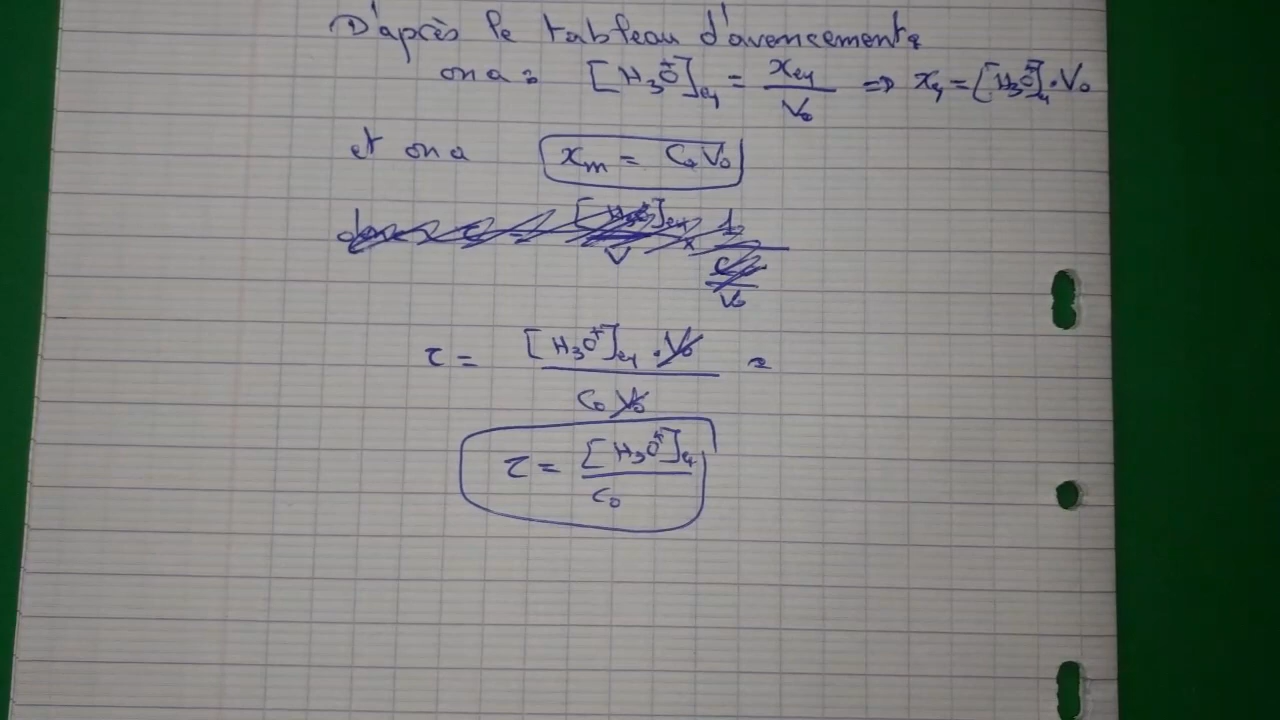 D'après le tableau d'avencement :
on a : [H₃O⁺]éq = xéq / V₀ ⇒ xéq = [H₃O⁺]éq · V₀
et on a xₘ = C₀V₀
τ = [H₃O⁺]éq · V₀ / C₀ V₀ =
τ = [H₃O⁺]éq / C₀